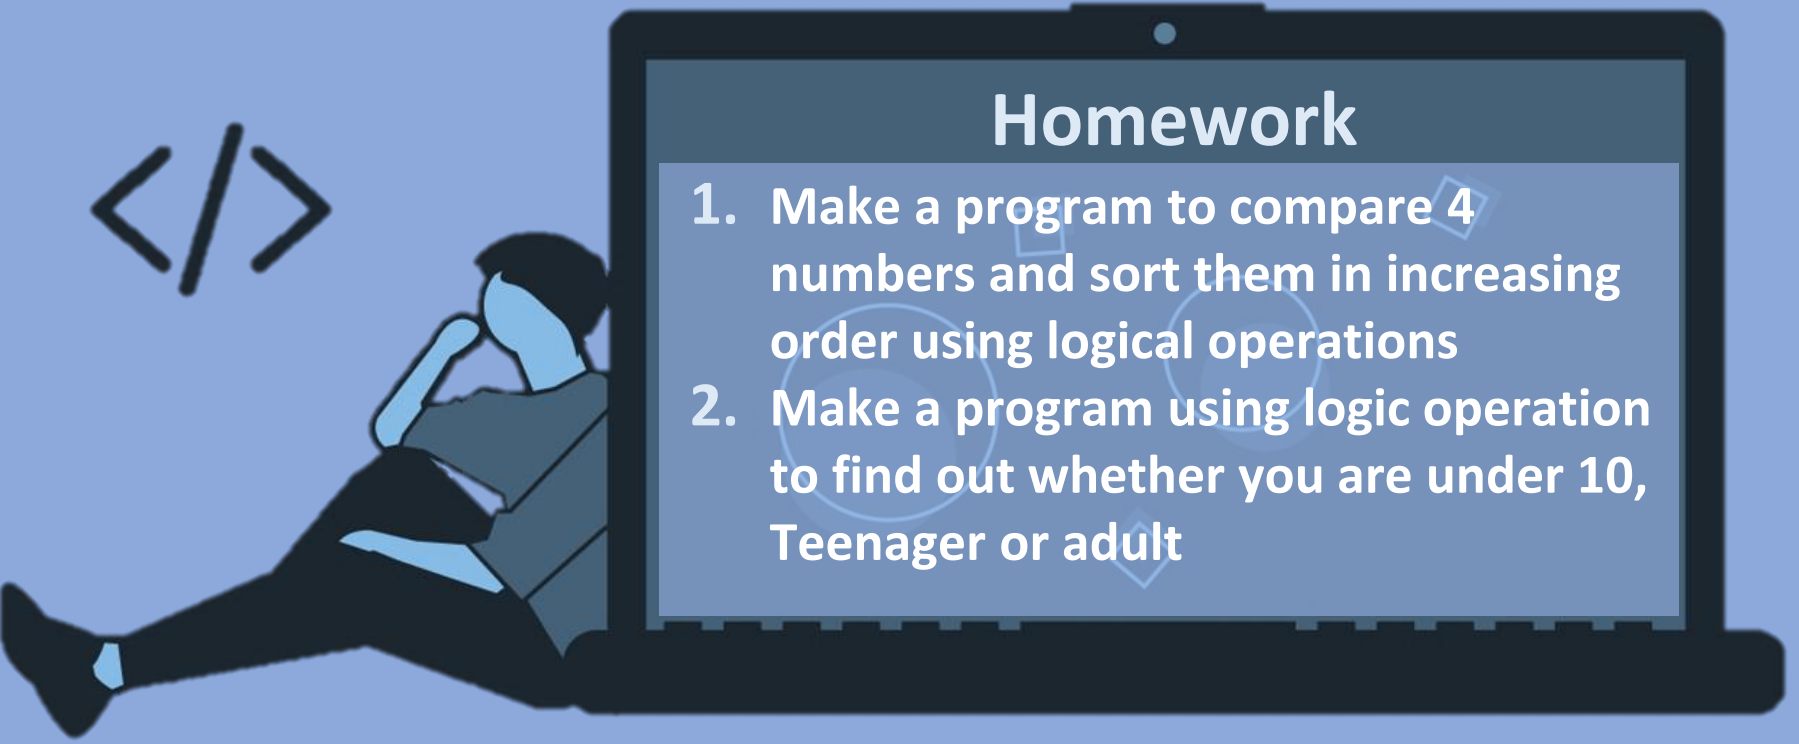 </>
Homework
1. Make a program to compare 4
numbers and sort them in increasing
order using logical operations
2. Make a program using logic operation
to find out whether you are under 10,
Teenager or adult